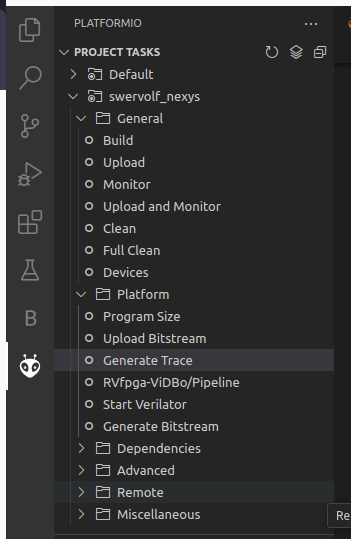 PLATFORMIO
PROJECT TASKS
Default
swervolf_nexys
General
Build
Upload
Monitor
Upload and Monitor
Clean
Full Clean
Devices
Platform
Program Size
Upload Bitstream
Generate Trace
RVfpga-ViDBo/Pipeline
Start Verilator
Generate Bitstream
B
Dependencies
Advanced
Remote
Miscellaneous
Re